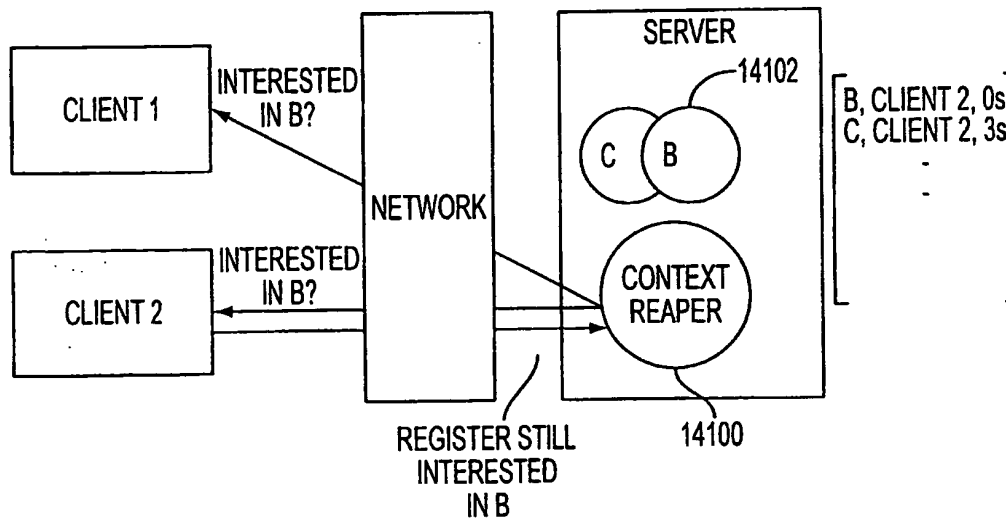 SERVER
14102
INTERESTED
IN B?
CLIENT 1
B, CLIENT 2, 0s
C, CLIENT 2, 3s
-
-
C
B
NETWORK
INTERESTED
IN B?
CLIENT 2
CONTEXT
REAPER
14100
REGISTER STILL
INTERESTED
IN B